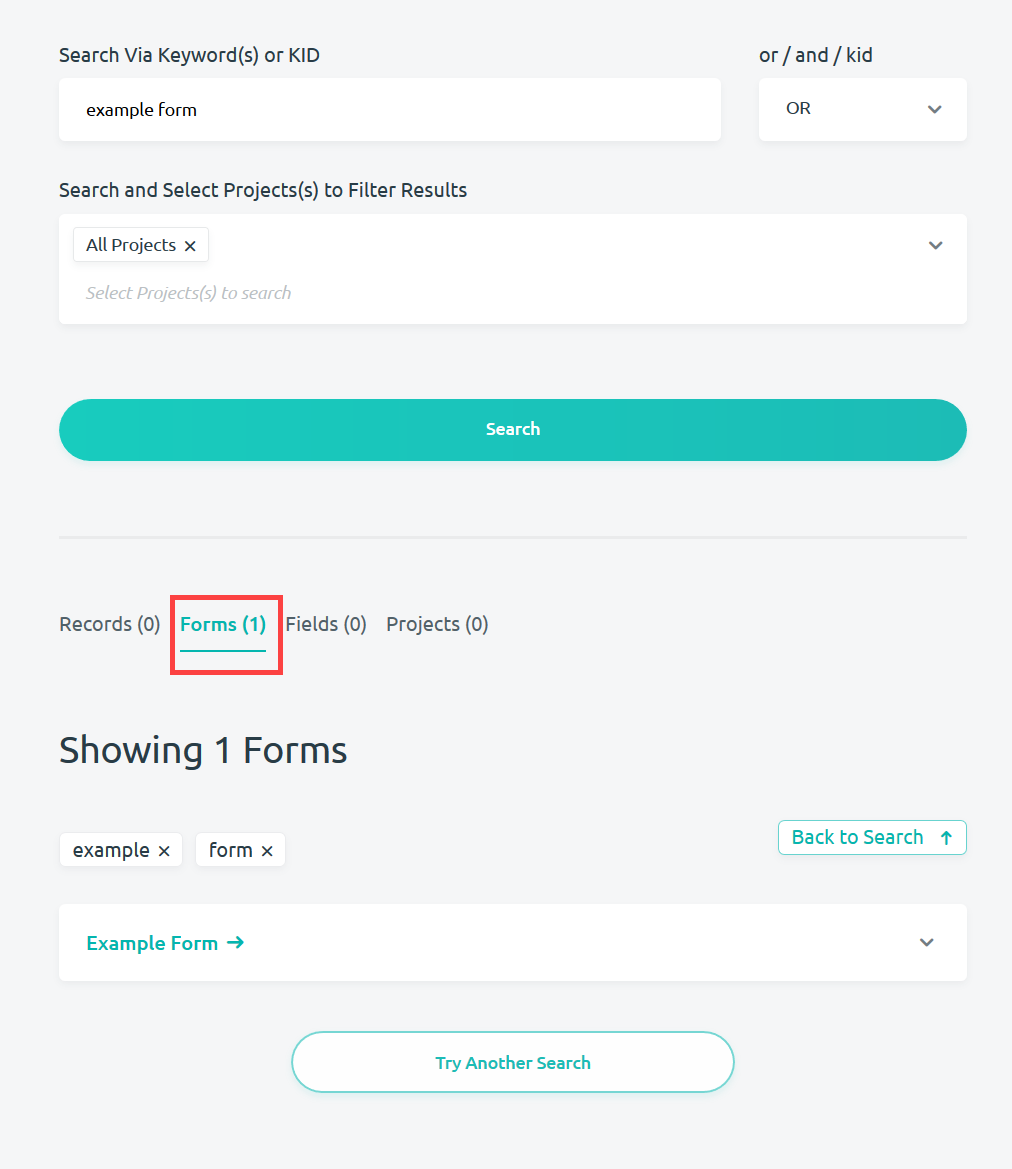 Search Via Keyword(s) or KID
or / and / kid
example form
OR
Search and Select Projects(s) to Filter Results
All Projects ×
Select Projects(s) to search
Search
Records (0) Forms (1) Fields (0) Projects (0)
Showing 1 Forms
example × form ×
Back to Search ↑
Example Form →
Try Another Search